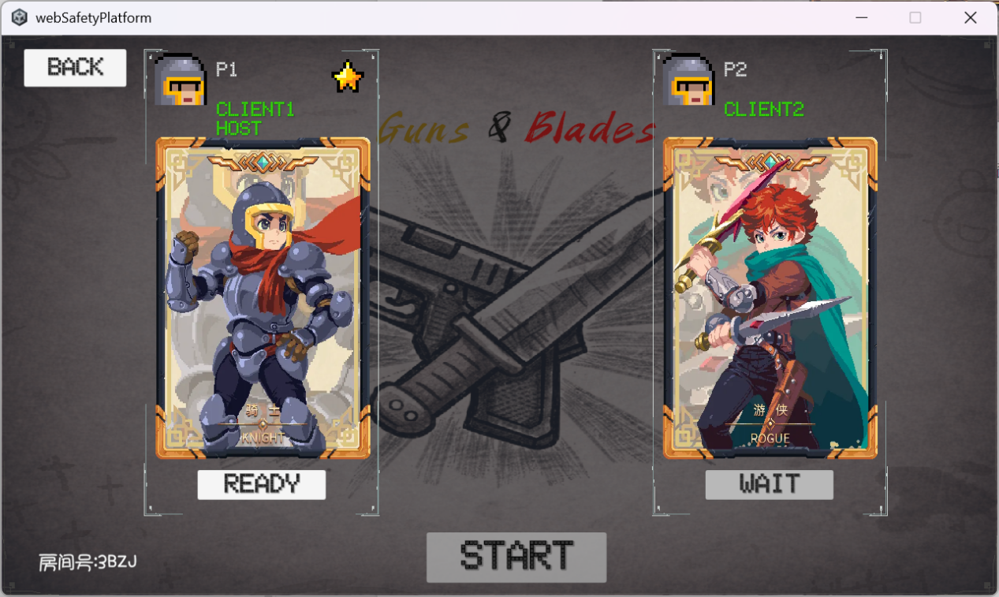 webSafetyPlatform
BACK
P1
CLIENT1
HOST
P2
CLIENT2
Guns & Blades
骑士
KNIGHT
游侠
ROGUE
READY
WAIT
START
房间号:3BZJ